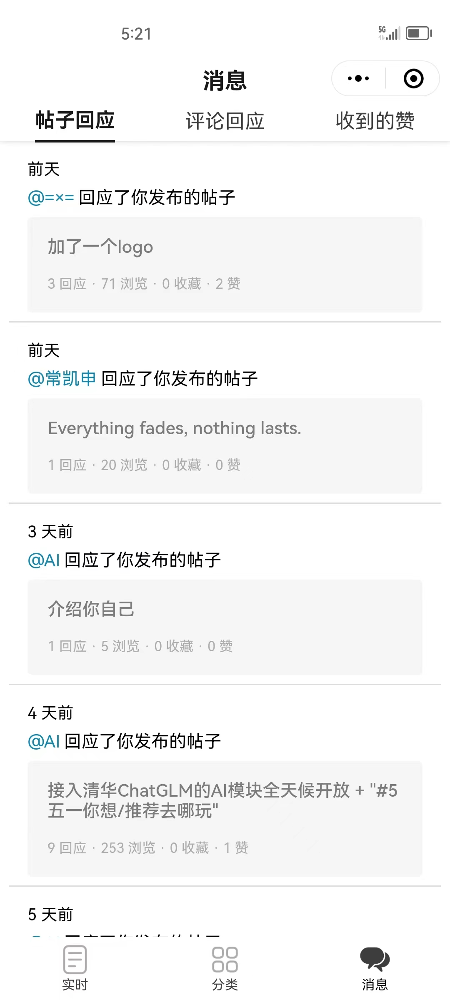 5:21
5G
消息
帖子回应
评论回应
收到的赞
前天
@=×= 回应了你发布的帖子
加了一个logo
3 回应 · 71 浏览 · 0 收藏 · 2 赞
前天
@常凯申 回应了你发布的帖子
Everything fades, nothing lasts.
1 回应 · 20 浏览 · 0 收藏 · 0 赞
3 天前
@AI 回应了你发布的帖子
介绍你自己
1 回应 · 5 浏览 · 0 收藏 · 0 赞
4 天前
@AI 回应了你发布的帖子
接入清华ChatGLM的AI模块全天候开放 + "#5
五一你想/推荐去哪玩"
9 回应 · 253 浏览 · 0 收藏 · 1 赞
5 天前
实时
分类
消息